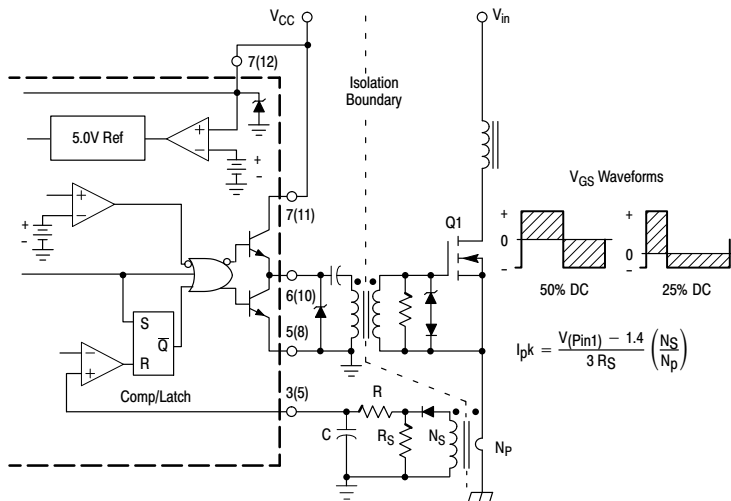 VCC
Vin
7(12)
Isolation
Boundary
5.0V Ref
+
-
+
-
VGS Waveforms
+
-
+
-
7(11)
Q1
+
0
-
+
0
-
6(10)
50% DC
25% DC
5(8)
S
Q
R
-
+
Ipk = V(Pin1) - 1.4 / 3 RS (NS/Np)
Comp/Latch
3(5)
R
C
RS
NS
NP